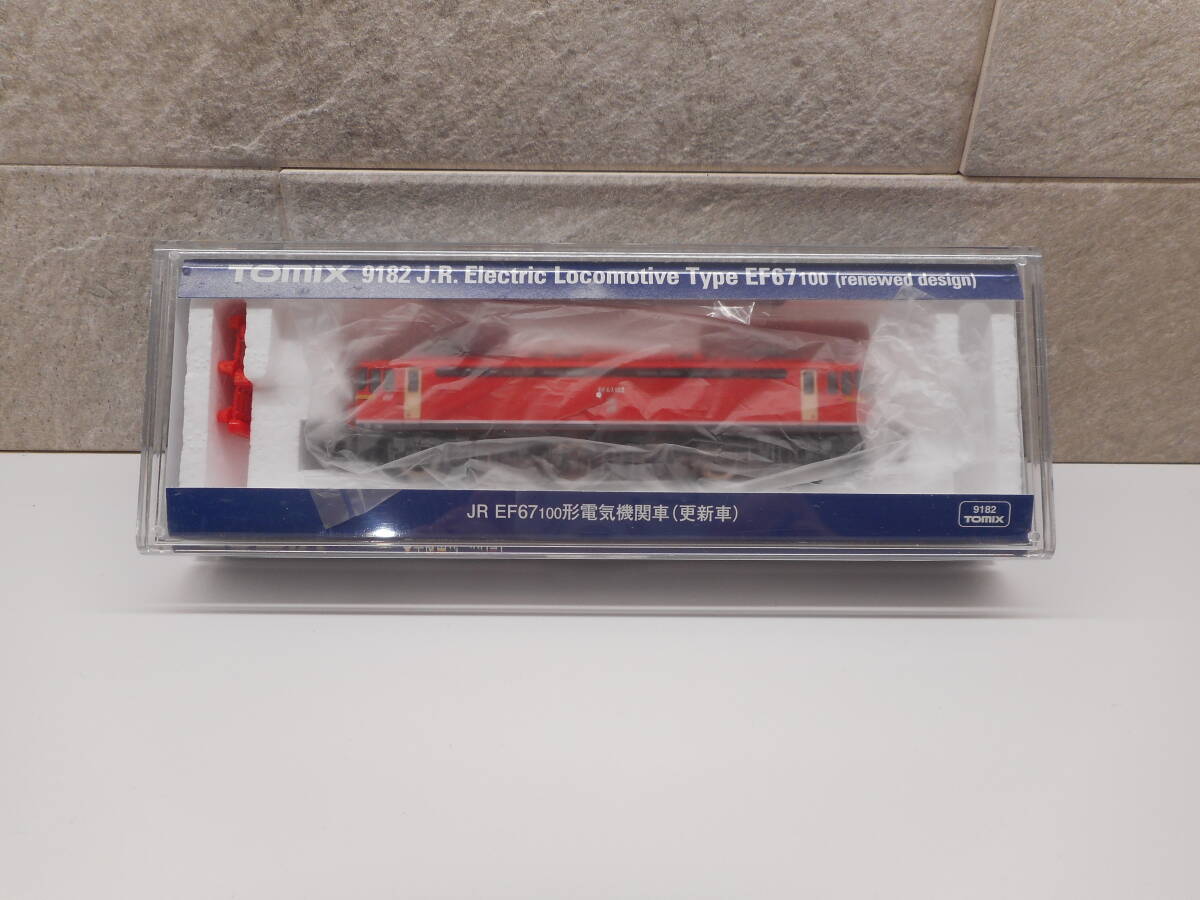 TOMIX 9182 J.R. Electric Locomotive Type EF67100 (renewed design)
JR EF67100形電気機関車(更新車)
9182
TOMIX